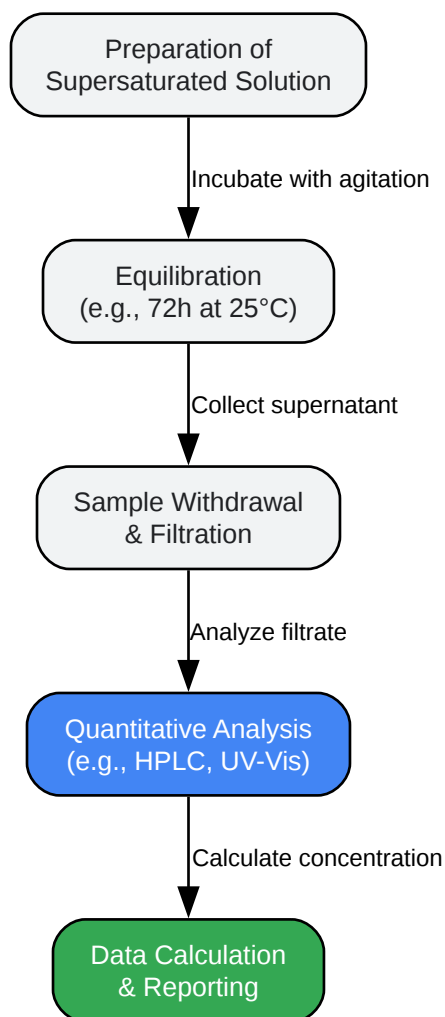 Preparation of
Supersaturated Solution
Incubate with agitation
Equilibration
(e.g., 72h at 25°C)
Collect supernatant
Sample Withdrawal
& Filtration
Analyze filtrate
Quantitative Analysis
(e.g., HPLC, UV-Vis)
Calculate concentration
Data Calculation
& Reporting